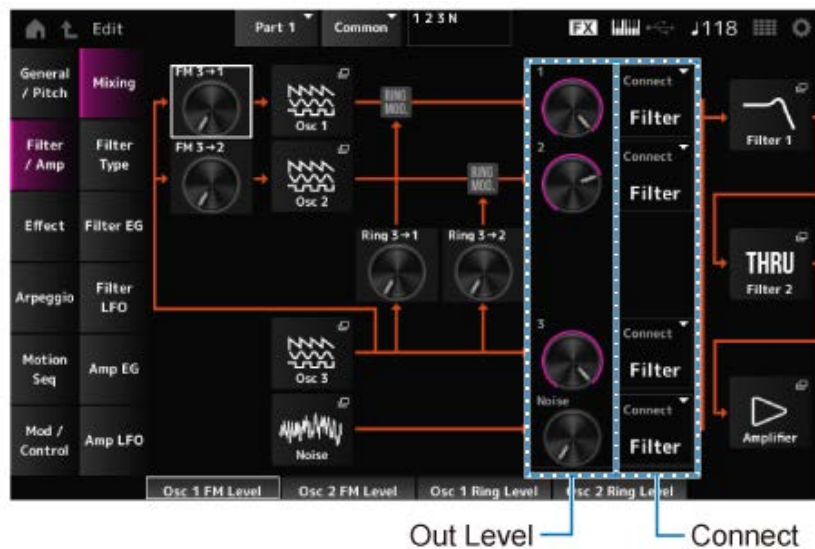 Edit
Part 1
Common
1 2 3 N
FX
♩118
General / Pitch
Filter / Amp
Effect
Arpeggio
Motion Seq
Mod / Control
Mixing
Filter Type
Filter EG
Filter LFO
Amp EG
Amp LFO
FM 3→1
Osc 1
RING MOD.
1
Connect
Filter
Filter 1
FM 3→2
Osc 2
RING MOD.
2
Connect
Filter
Ring 3→1
Ring 3→2
THRU
Filter 2
Osc 3
3
Connect
Filter
Noise
Noise
Connect
Filter
Amplifier
Osc 1 FM Level
Osc 2 FM Level
Osc 1 Ring Level
Osc 2 Ring Level
Out Level
Connect